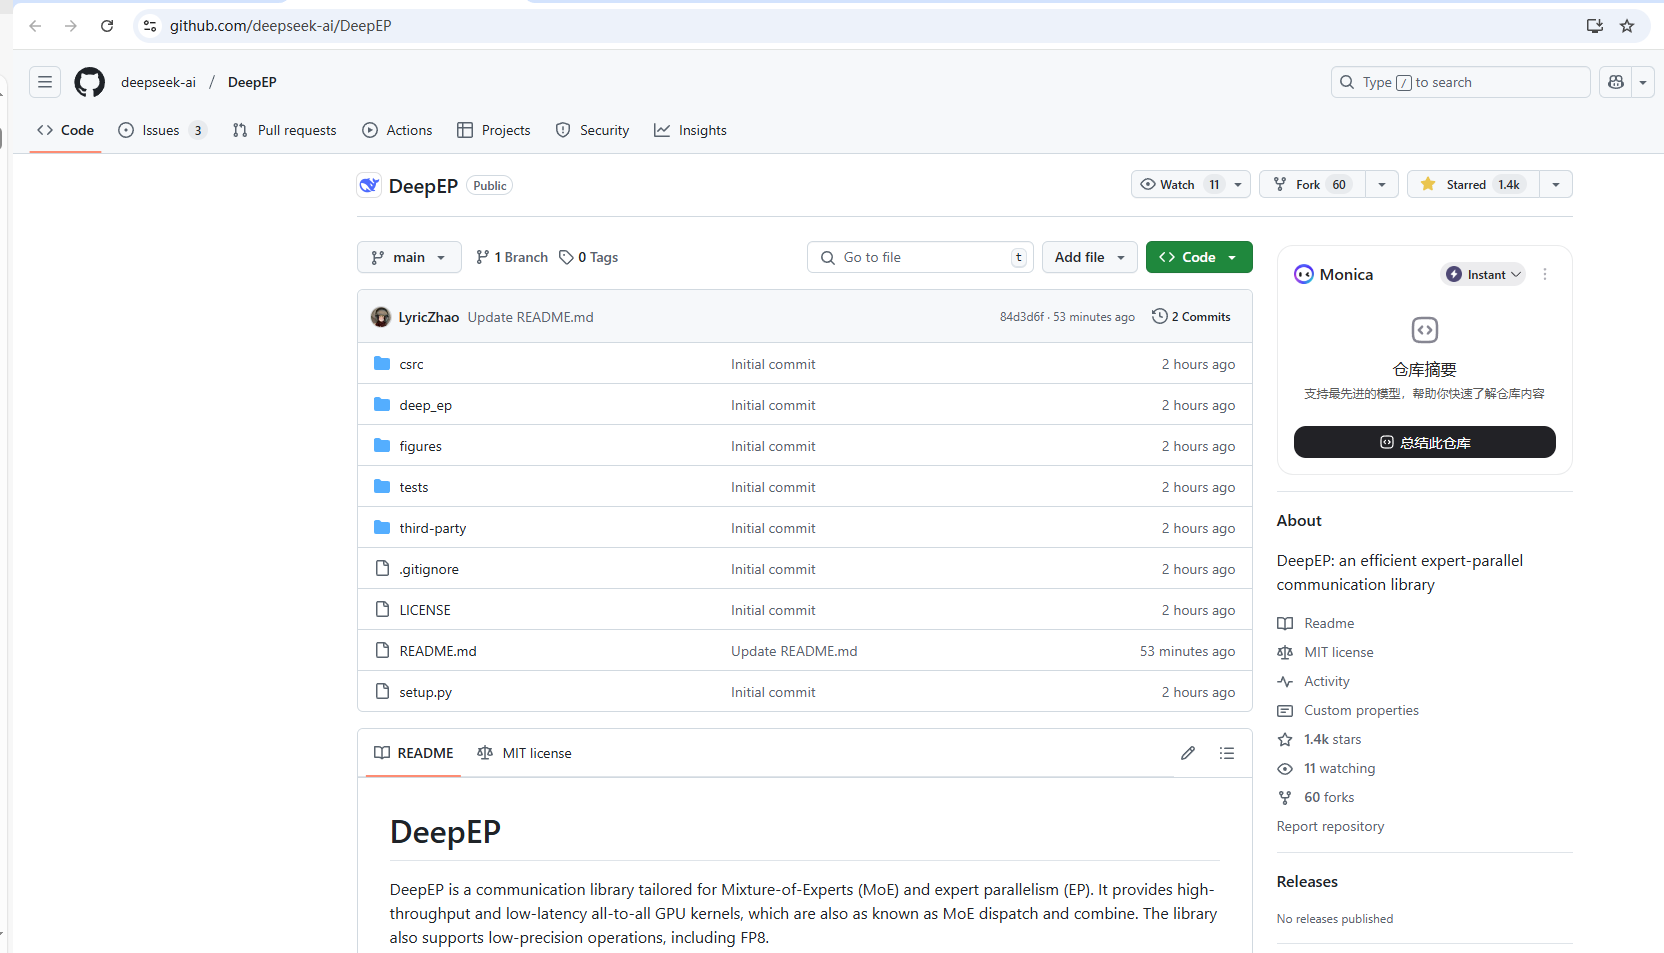 github.com/deepseek-ai/DeepEP
deepseek-ai / DeepEP
Type / to search
Code
Issues 3
Pull requests
Actions
Projects
Security
Insights
DeepEP Public
Watch 11
Fork 60
Starred 1.4k
main
1 Branch
0 Tags
Go to file t
Add file
Code
LyricZhao Update README.md 84d3d6f · 53 minutes ago 2 Commits
csrc Initial commit 2 hours ago
deep_ep Initial commit 2 hours ago
figures Initial commit 2 hours ago
tests Initial commit 2 hours ago
third-party Initial commit 2 hours ago
.gitignore Initial commit 2 hours ago
LICENSE Initial commit 2 hours ago
README.md Update README.md 53 minutes ago
setup.py Initial commit 2 hours ago
README MIT license
DeepEP
DeepEP is a communication library tailored for Mixture-of-Experts (MoE) and expert parallelism (EP). It provides high-
throughput and low-latency all-to-all GPU kernels, which are also as known as MoE dispatch and combine. The library
also supports low-precision operations, including FP8.
Monica Instant
仓库摘要
支持最先进的模型，帮助你快速了解仓库内容
总结此仓库
About
DeepEP: an efficient expert-parallel
communication library
Readme
MIT license
Activity
Custom properties
1.4k stars
11 watching
60 forks
Report repository
Releases
No releases published